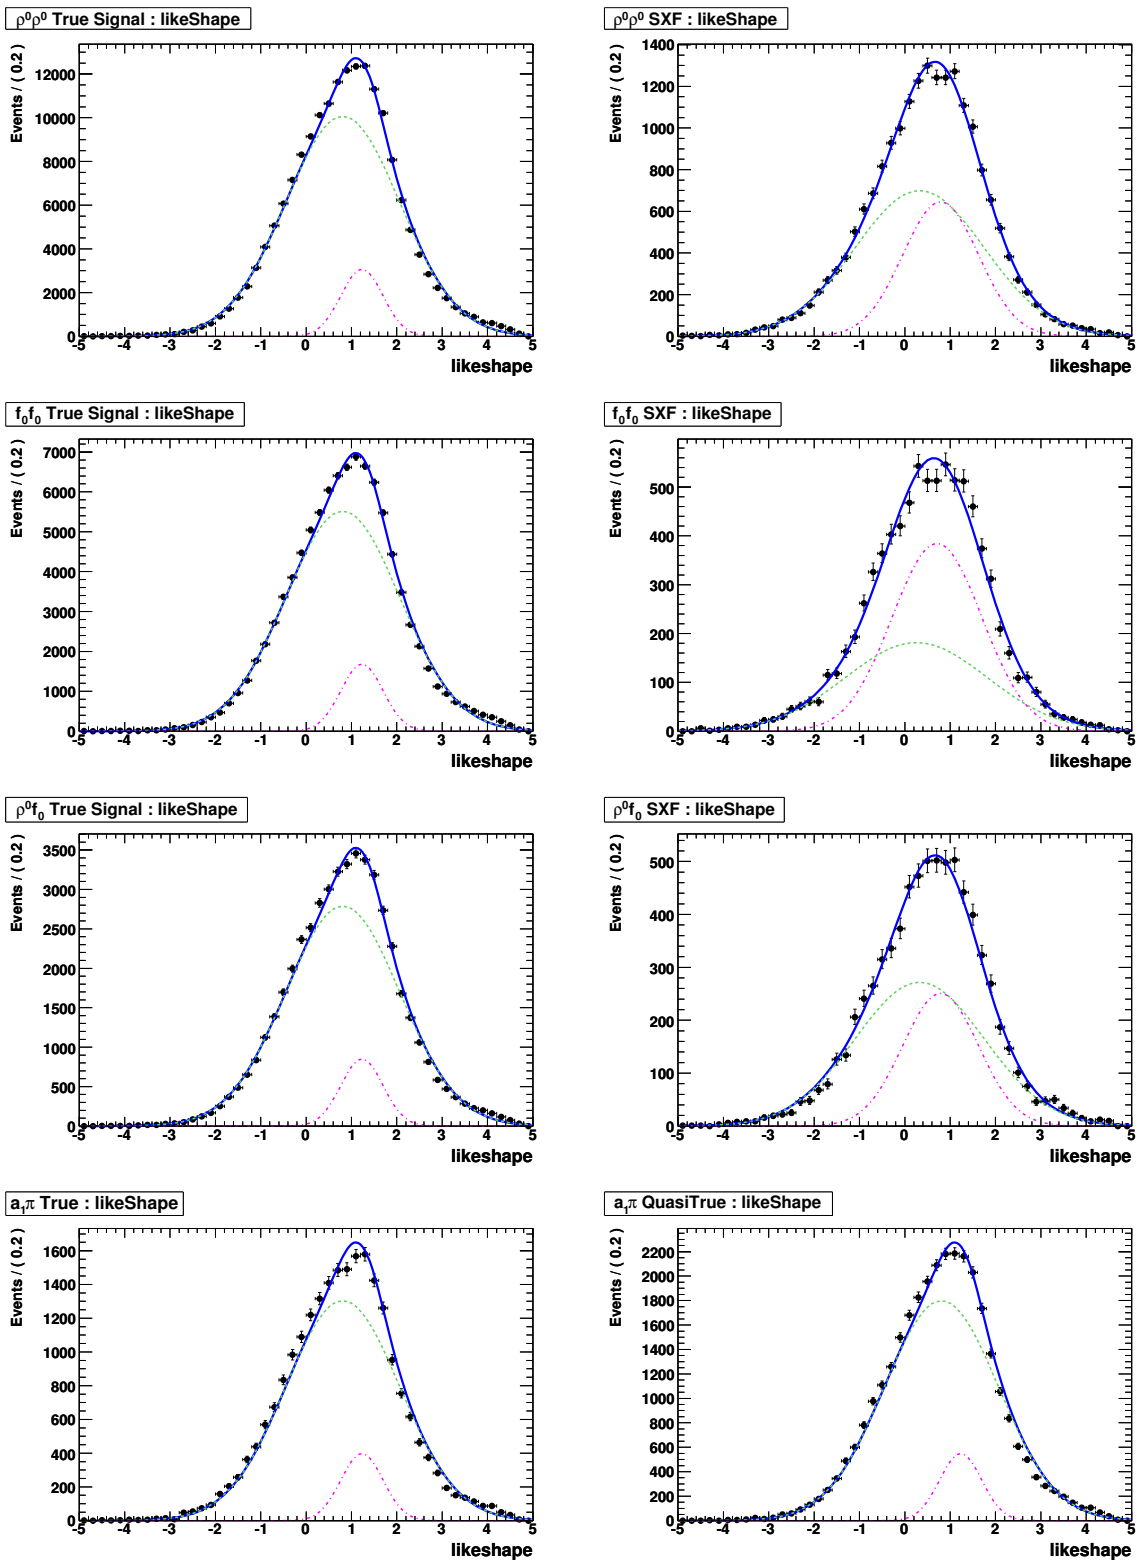 ρ⁰ρ⁰ True Signal : likeShape
Events / ( 0.2 )
12000
10000
8000
6000
4000
2000
0
-5 -4 -3 -2 -1 0 1 2 3 4 5
likeshape
ρ⁰ρ⁰ SXF : likeShape
Events / ( 0.2 )
1400
1200
1000
800
600
400
200
0
-5 -4 -3 -2 -1 0 1 2 3 4 5
likeshape
f₀f₀ True Signal : likeShape
Events / ( 0.2 )
7000
6000
5000
4000
3000
2000
1000
0
-5 -4 -3 -2 -1 0 1 2 3 4 5
likeshape
f₀f₀ SXF : likeShape
Events / ( 0.2 )
500
400
300
200
100
0
-5 -4 -3 -2 -1 0 1 2 3 4 5
likeshape
ρ⁰f₀ True Signal : likeShape
Events / ( 0.2 )
3500
3000
2500
2000
1500
1000
500
0
-5 -4 -3 -2 -1 0 1 2 3 4 5
likeshape
ρ⁰f₀ SXF : likeShape
Events / ( 0.2 )
500
400
300
200
100
0
-5 -4 -3 -2 -1 0 1 2 3 4 5
likeshape
a₁π True : likeShape
Events / ( 0.2 )
1600
1400
1200
1000
800
600
400
200
0
-5 -4 -3 -2 -1 0 1 2 3 4 5
likeshape
a₁π QuasiTrue : likeShape
Events / ( 0.2 )
2200
2000
1800
1600
1400
1200
1000
800
600
400
200
0
-5 -4 -3 -2 -1 0 1 2 3 4 5
likeshape